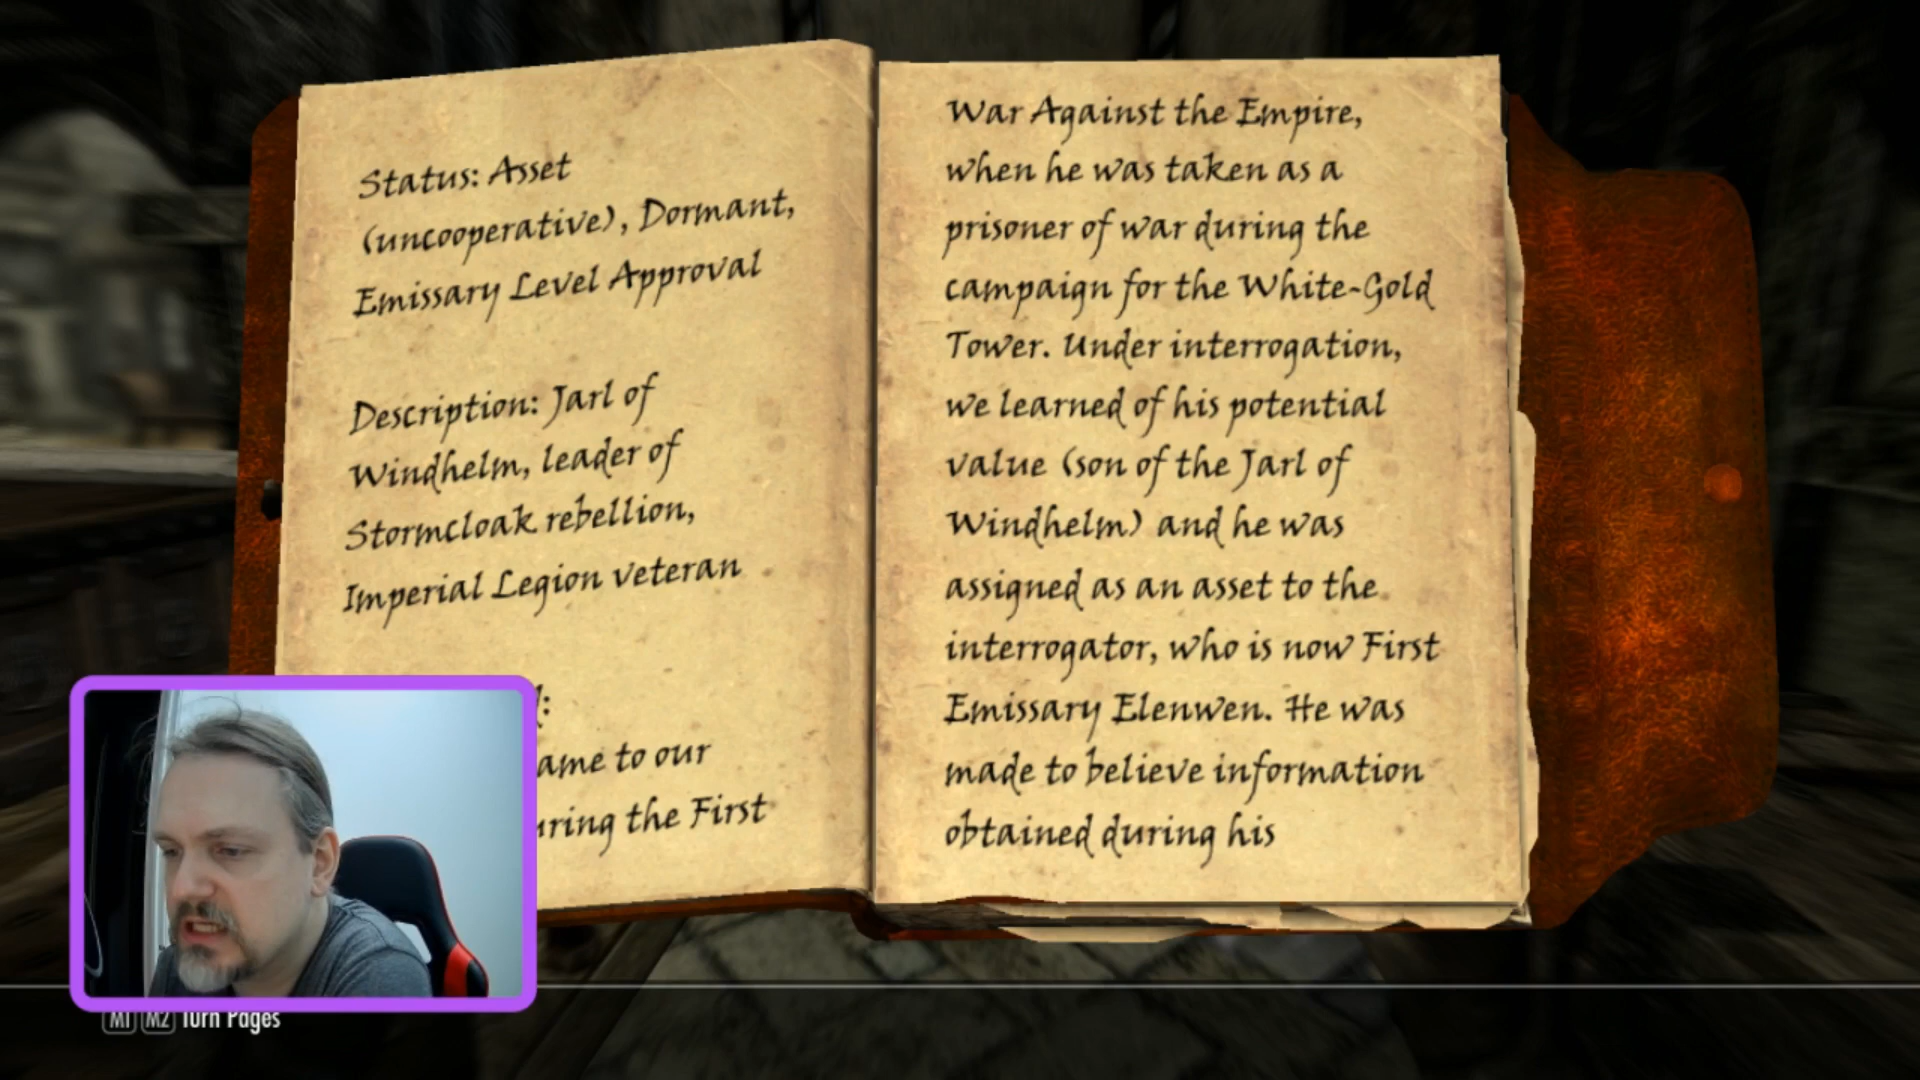 Status: Asset
(uncooperative), Dormant,
Emissary Level Approval
Description: Jarl of
Windhelm, leader of
Stormcloak rebellion,
Imperial Legion veteran
to our
the First
War Against the Empire,
when he was taken as a
prisoner of war during the
campaign for the White-Gold
Tower. Under interrogation,
we learned of his potential
value (son of the Jarl of
Windhelm) and he was
assigned as an asset to the
interrogator, who is now First
Emissary Elenwen. He was
made to believe information
obtained during his
M1 M2 Turn Pages